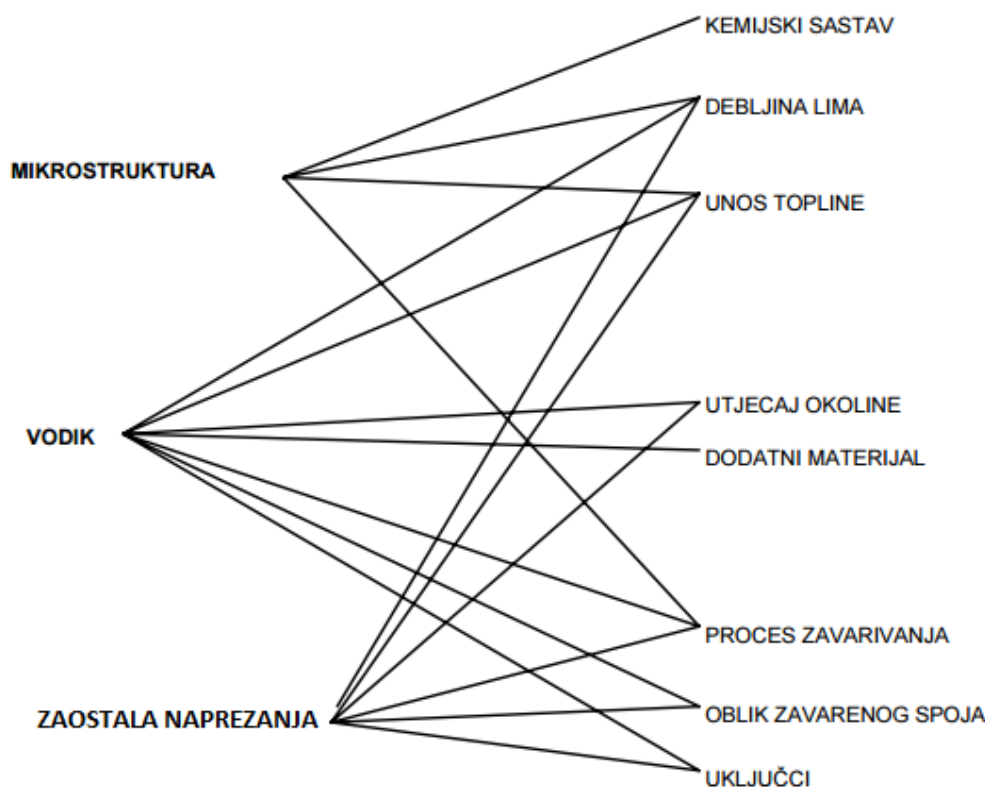 KEMIJSKI SASTAV
DEBLJINA LIMA
MIKROSTRUKTURA
UNOS TOPLINE
UTJECAJ OKOLINE
VODIK
DODATNI MATERIJAL
PROCES ZAVARIVANJA
ZAOSTALA NAPREZANJA
OBLIK ZAVARENOG SPOJA
UKLJUČCI